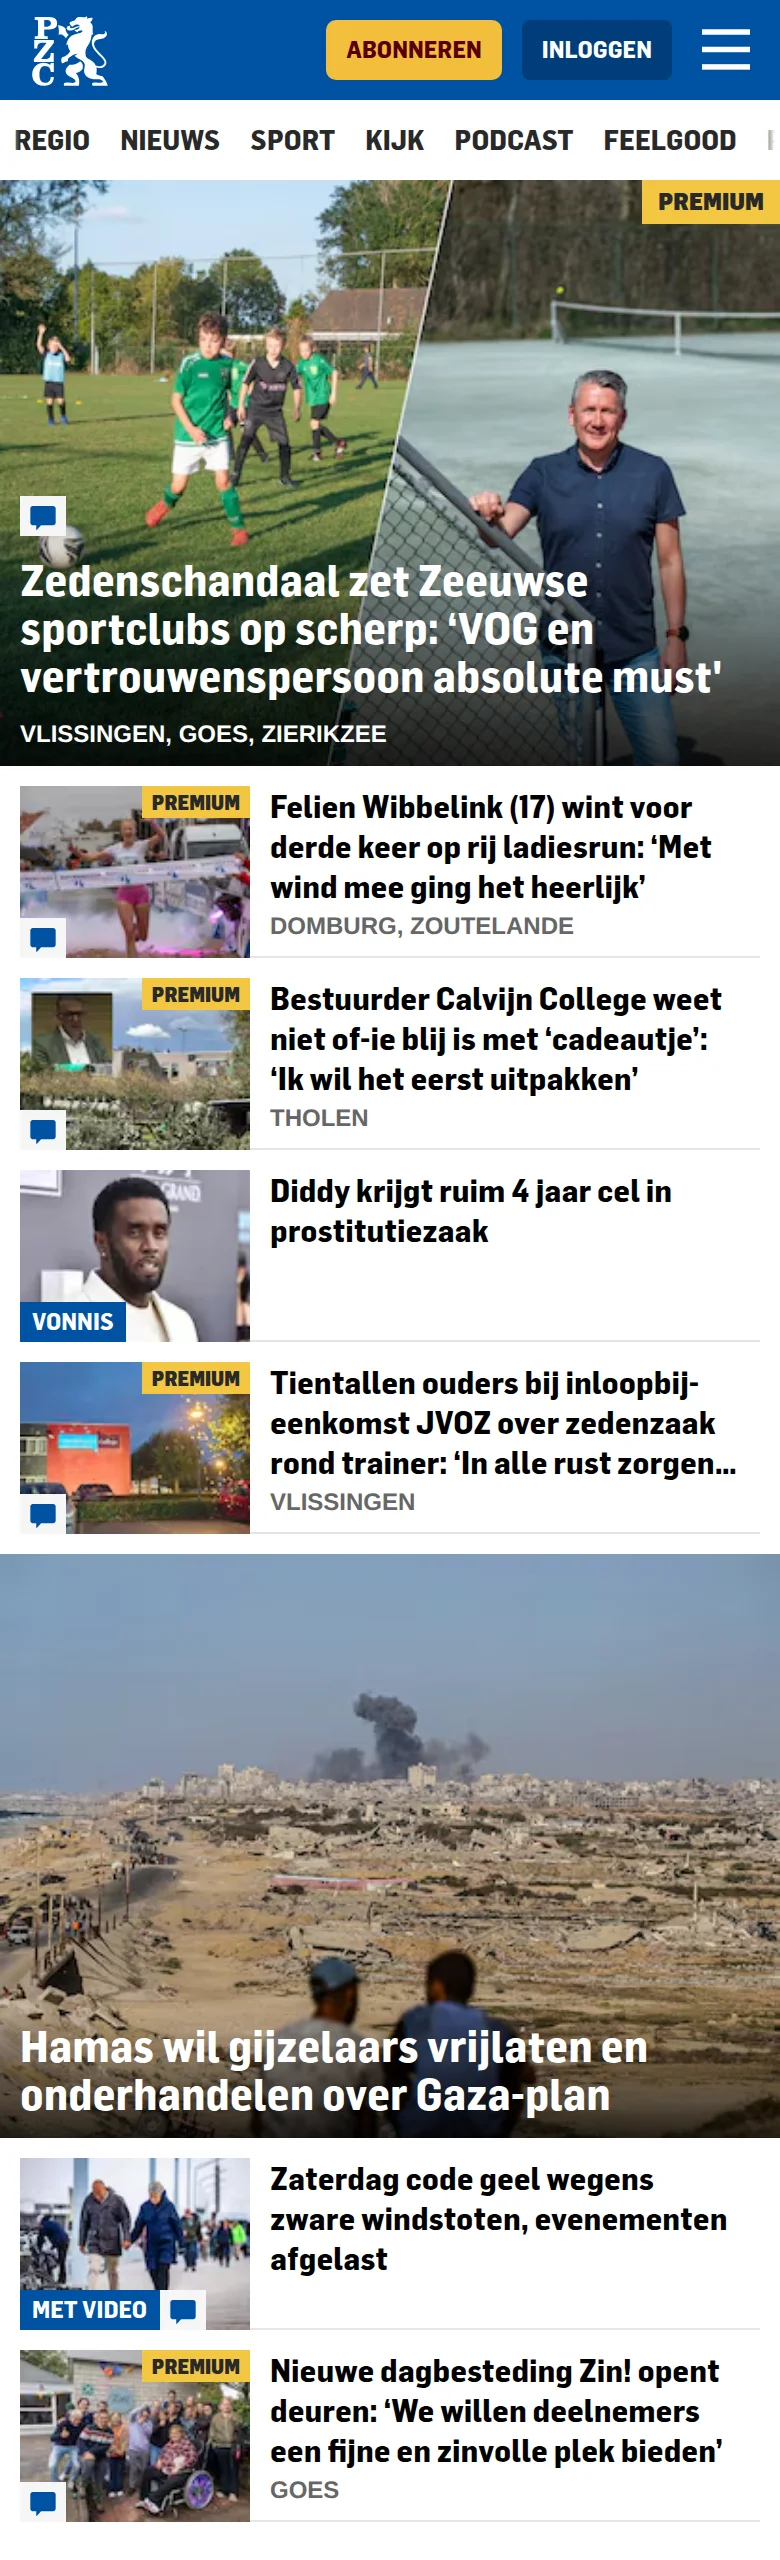 PZC
ABONNEREN
INLOGGEN
REGIO NIEUWS SPORT KIJK PODCAST FEELGOOD
PREMIUM
Zedenschandaal zet Zeeuwse
sportclubs op scherp: ‘VOG en
vertrouwenspersoon absolute must'
VLISSINGEN, GOES, ZIERIKZEE
PREMIUM
Felien Wibbelink (17) wint voor
derde keer op rij ladiesrun: ‘Met
wind mee ging het heerlijk’
DOMBURG, ZOUTELANDE
PREMIUM
Bestuurder Calvijn College weet
niet of-ie blij is met ‘cadeautje’:
‘Ik wil het eerst uitpakken’
THOLEN
VONNIS
Diddy krijgt ruim 4 jaar cel in
prostitutiezaak
PREMIUM
Tientallen ouders bij inloopbij-
eenkomst JVOZ over zedenzaak
rond trainer: ‘In alle rust zorgen...
VLISSINGEN
Hamas wil gijzelaars vrijlaten en
onderhandelen over Gaza-plan
MET VIDEO
Zaterdag code geel wegens
zware windstoten, evenementen
afgelast
PREMIUM
Nieuwe dagbesteding Zin! opent
deuren: ‘We willen deelnemers
een fijne en zinvolle plek bieden’
GOES